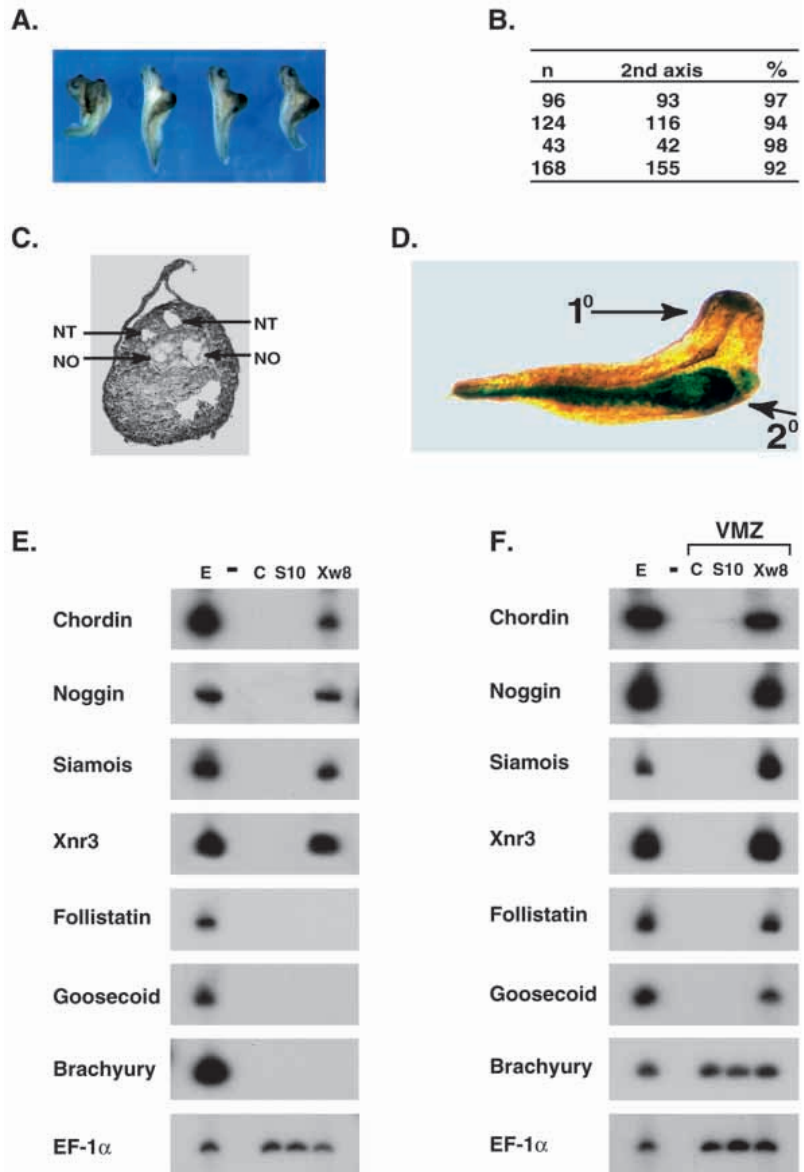 A.
B.
n 2nd axis %
96 93 97
124 116 94
43 42 98
168 155 92
C.
NT NT
NO NO
D.
1⁰
2⁰
E.
E - C S10 Xw8
Chordin
Noggin
Siamois
Xnr3
Follistatin
Goosecoid
Brachyury
EF-1α
F.
VMZ
E - C S10 Xw8
Chordin
Noggin
Siamois
Xnr3
Follistatin
Goosecoid
Brachyury
EF-1α